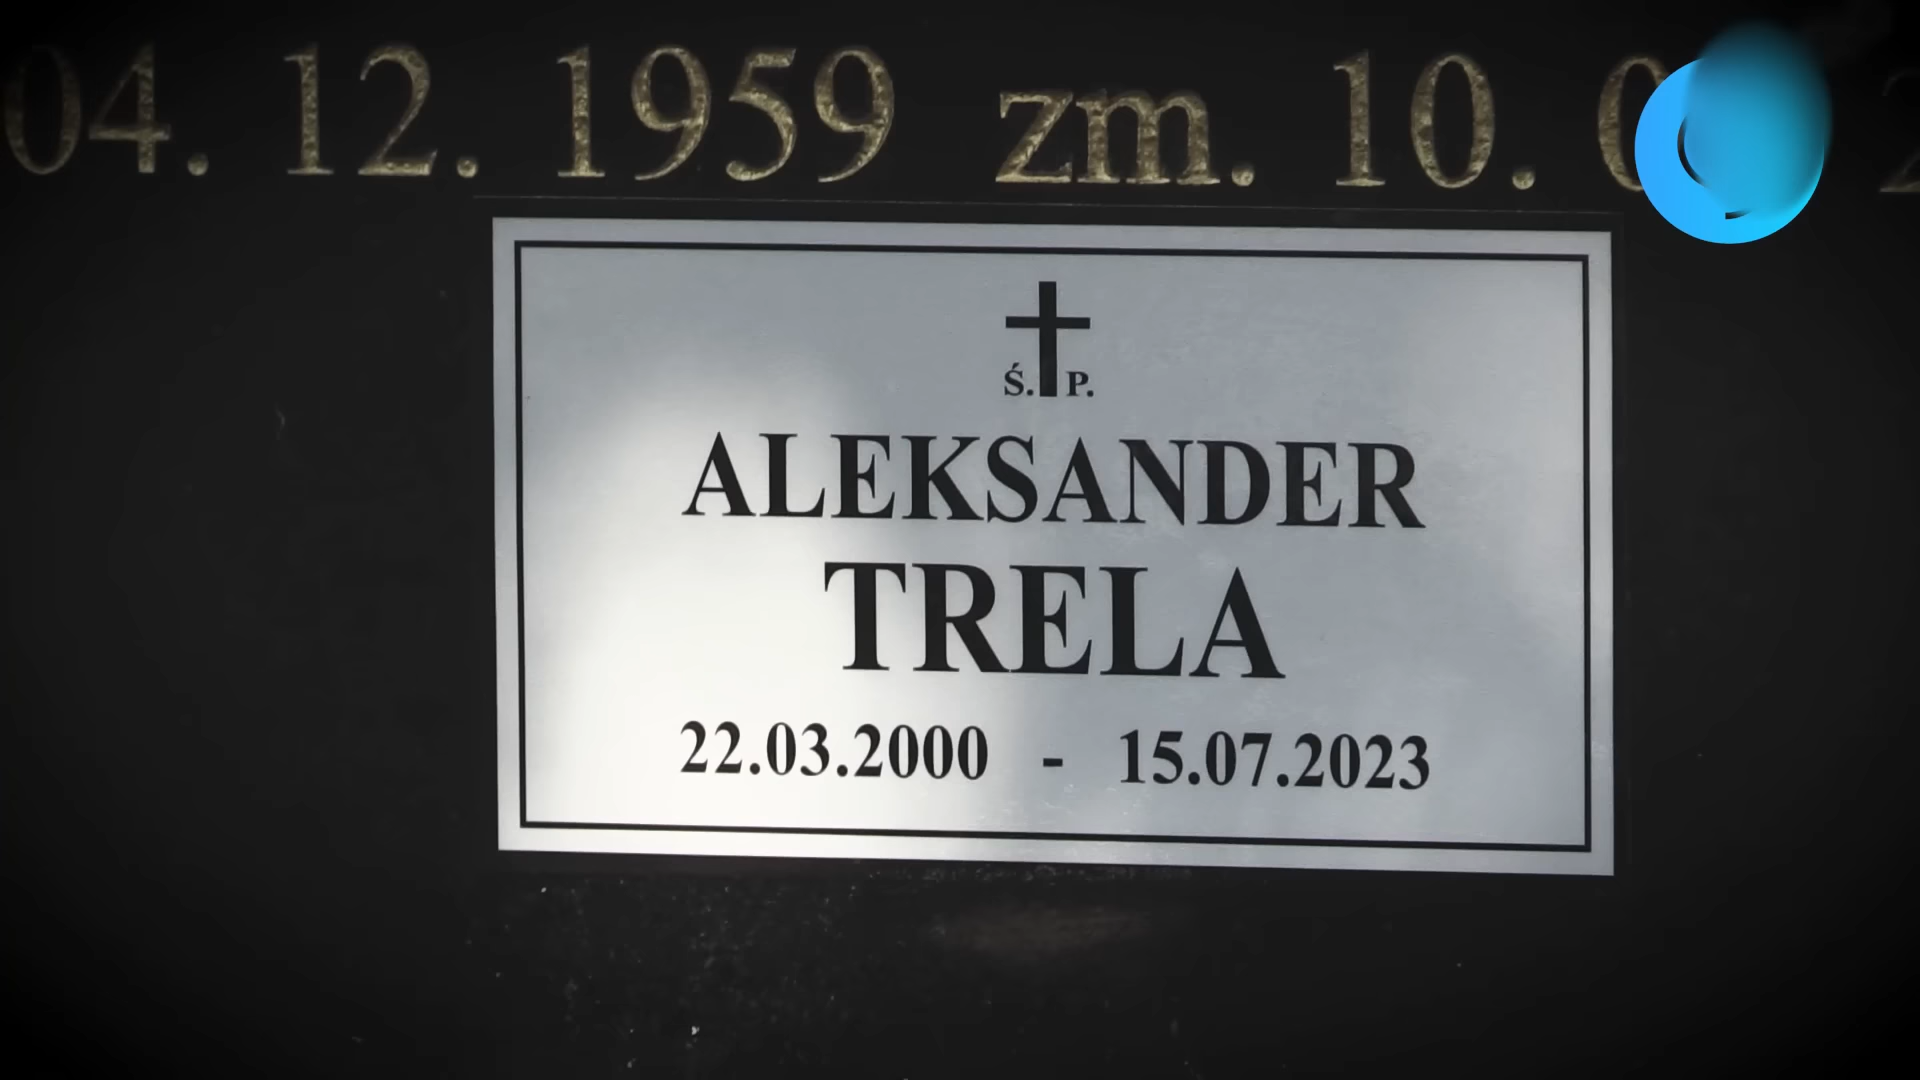 04. 12. 1959 zm. 10.
Ś. P.
ALEKSANDER
TRELA
22.03.2000 - 15.07.2023